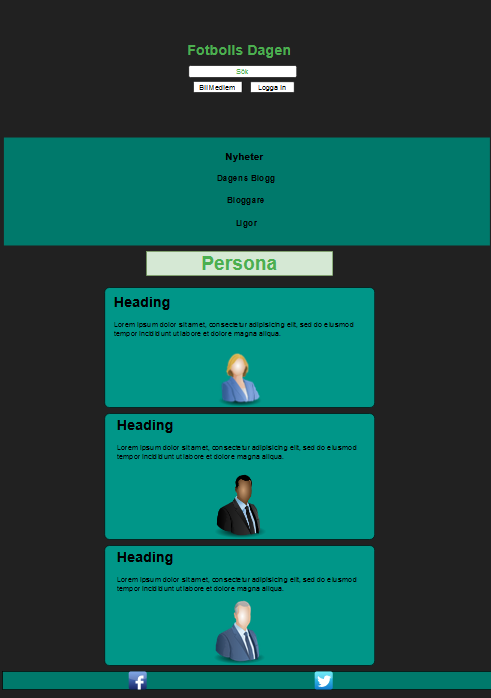 Fotbolls Dagen
Sök
Bli Medlem
Logga In
Nyheter
Dagens Blogg
Bloggare
Ligor
Persona
Heading
Lorem ipsum dolor sit amet, consectetur adipisicing elit, sed do eiusmod
tempor incididunt ut labore et dolore magna aliqua.
Heading
Lorem ipsum dolor sit amet, consectetur adipisicing elit, sed do eiusmod
tempor incididunt ut labore et dolore magna aliqua.
Heading
Lorem ipsum dolor sit amet, consectetur adipisicing elit, sed do eiusmod
tempor incididunt ut labore et dolore magna aliqua.